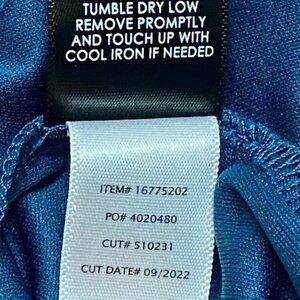 TUMBLE DRY LOW
REMOVE PROMPTLY
AND TOUCH UP WITH
COOL IRON IF NEEDED
ITEM# 16775202
PO# 4020480
CUT# 510231
CUT DATE# 09/2022